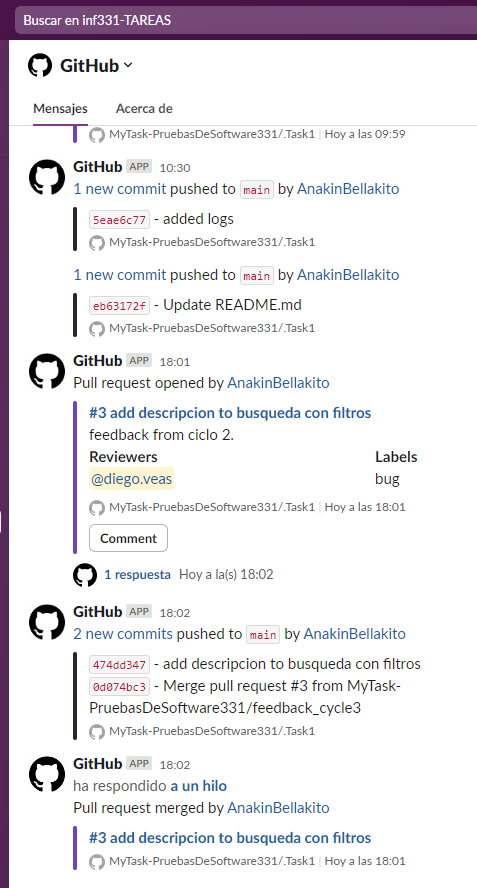 Buscar en inf331-TAREAS
GitHub
Mensajes Acerca de
MyTask-PruebasDeSoftware331/.Task1 | Hoy a las 09:59
GitHub APP 10:30
1 new commit pushed to main by AnakinBellakito
5eae6c77 - added logs
MyTask-PruebasDeSoftware331/.Task1
1 new commit pushed to main by AnakinBellakito
eb63172f - Update README.md
MyTask-PruebasDeSoftware331/.Task1
GitHub APP 18:01
Pull request opened by AnakinBellakito
#3 add descripcion to busqueda con filtros
feedback from ciclo 2.
Reviewers Labels
@diego.veas bug
MyTask-PruebasDeSoftware331/.Task1 | Hoy a las 18:01
Comment
1 respuesta Hoy a la(s) 18:02
GitHub APP 18:02
2 new commits pushed to main by AnakinBellakito
474dd347 - add descripcion to busqueda con filtros
0d074bc3 - Merge pull request #3 from MyTask-
PruebasDeSoftware331/feedback_cycle3
MyTask-PruebasDeSoftware331/.Task1
GitHub APP 18:02
ha respondido a un hilo
Pull request merged by AnakinBellakito
#3 add descripcion to busqueda con filtros
MyTask-PruebasDeSoftware331/.Task1 | Hoy a las 18:01